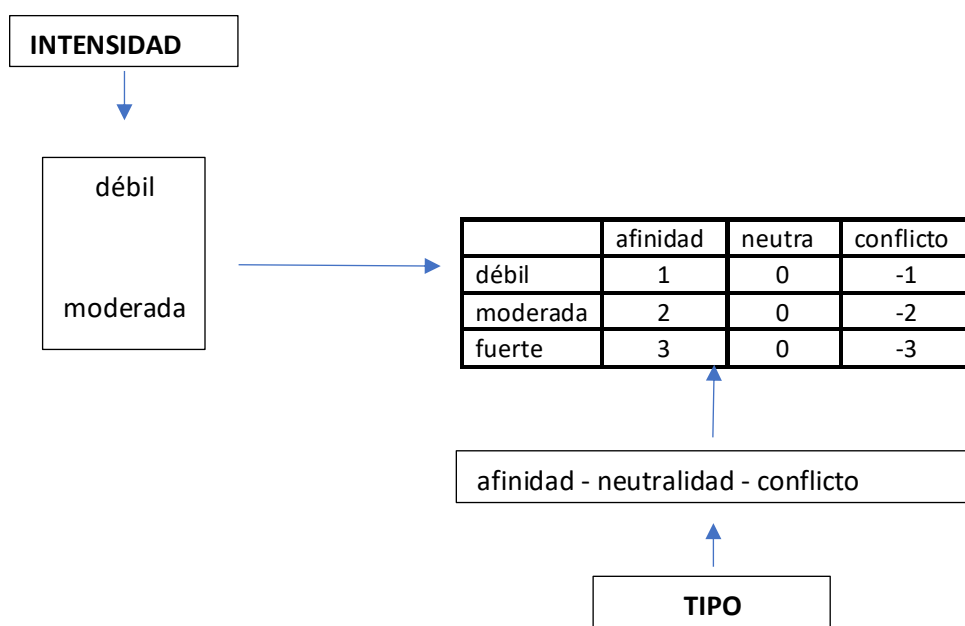 INTENSIDAD
débil
moderada
afinidad neutra conflicto
débil 1 0 -1
moderada 2 0 -2
fuerte 3 0 -3
afinidad - neutralidad - conflicto
TIPO